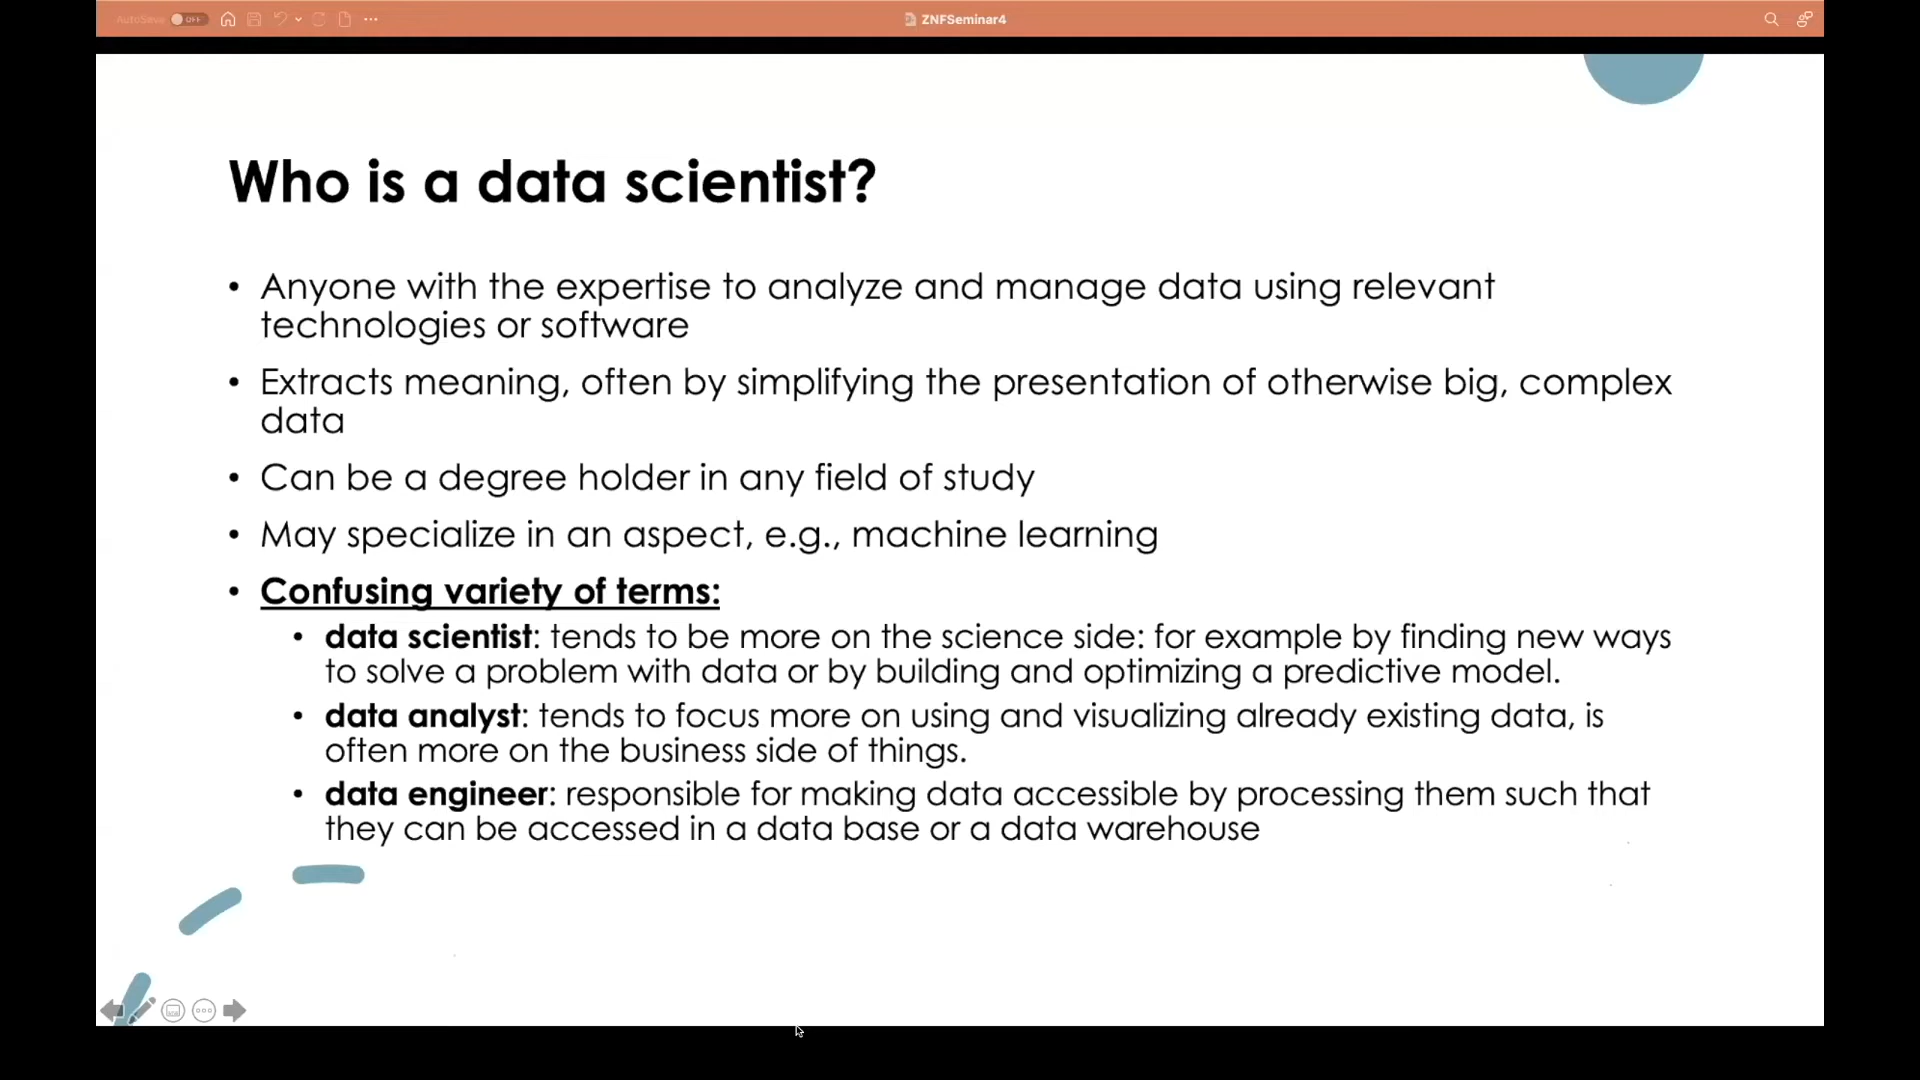 AutoSave OFF
ZNFSeminar4
Who is a data scientist?
• Anyone with the expertise to analyze and manage data using relevant
technologies or software
• Extracts meaning, often by simplifying the presentation of otherwise big, complex
data
• Can be a degree holder in any field of study
• May specialize in an aspect, e.g., machine learning
• Confusing variety of terms:
• data scientist: tends to be more on the science side: for example by finding new ways
to solve a problem with data or by building and optimizing a predictive model.
• data analyst: tends to focus more on using and visualizing already existing data, is
often more on the business side of things.
• data engineer: responsible for making data accessible by processing them such that
they can be accessed in a data base or a data warehouse